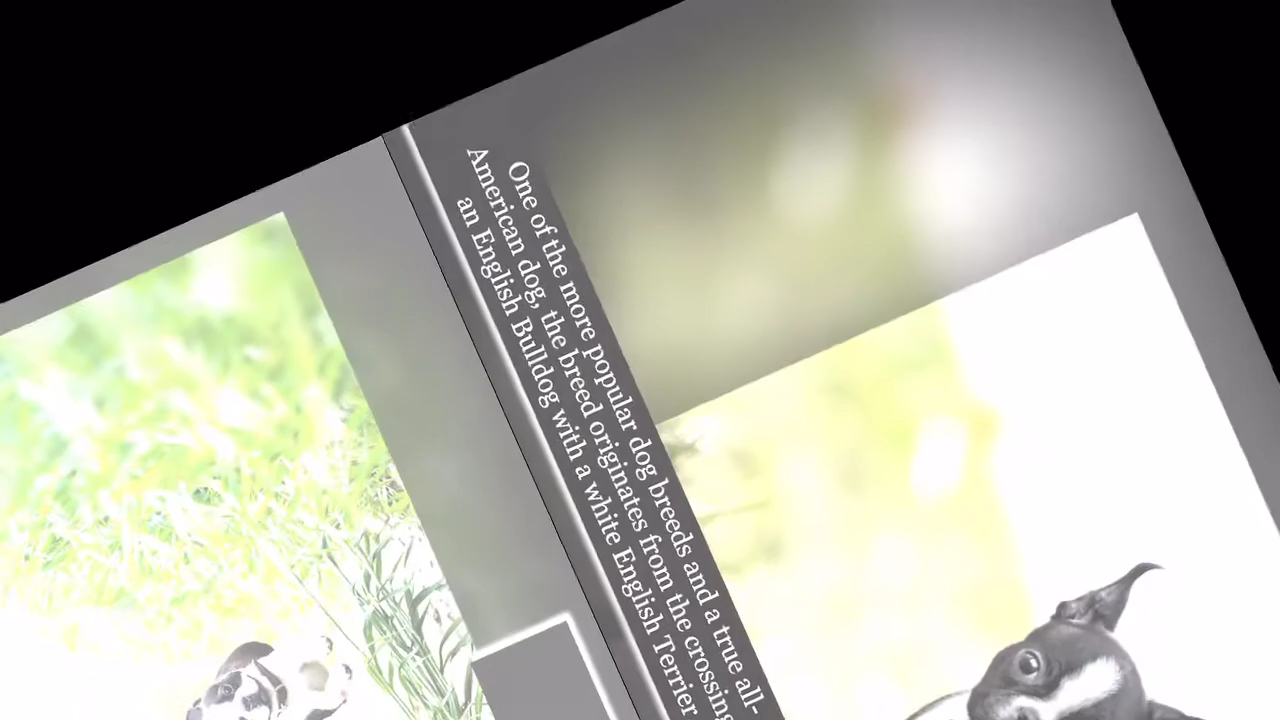 One of the more popular dog breeds and a true all-
American dog, the breed originates from the crossing
an English Bulldog with a white English Terrier